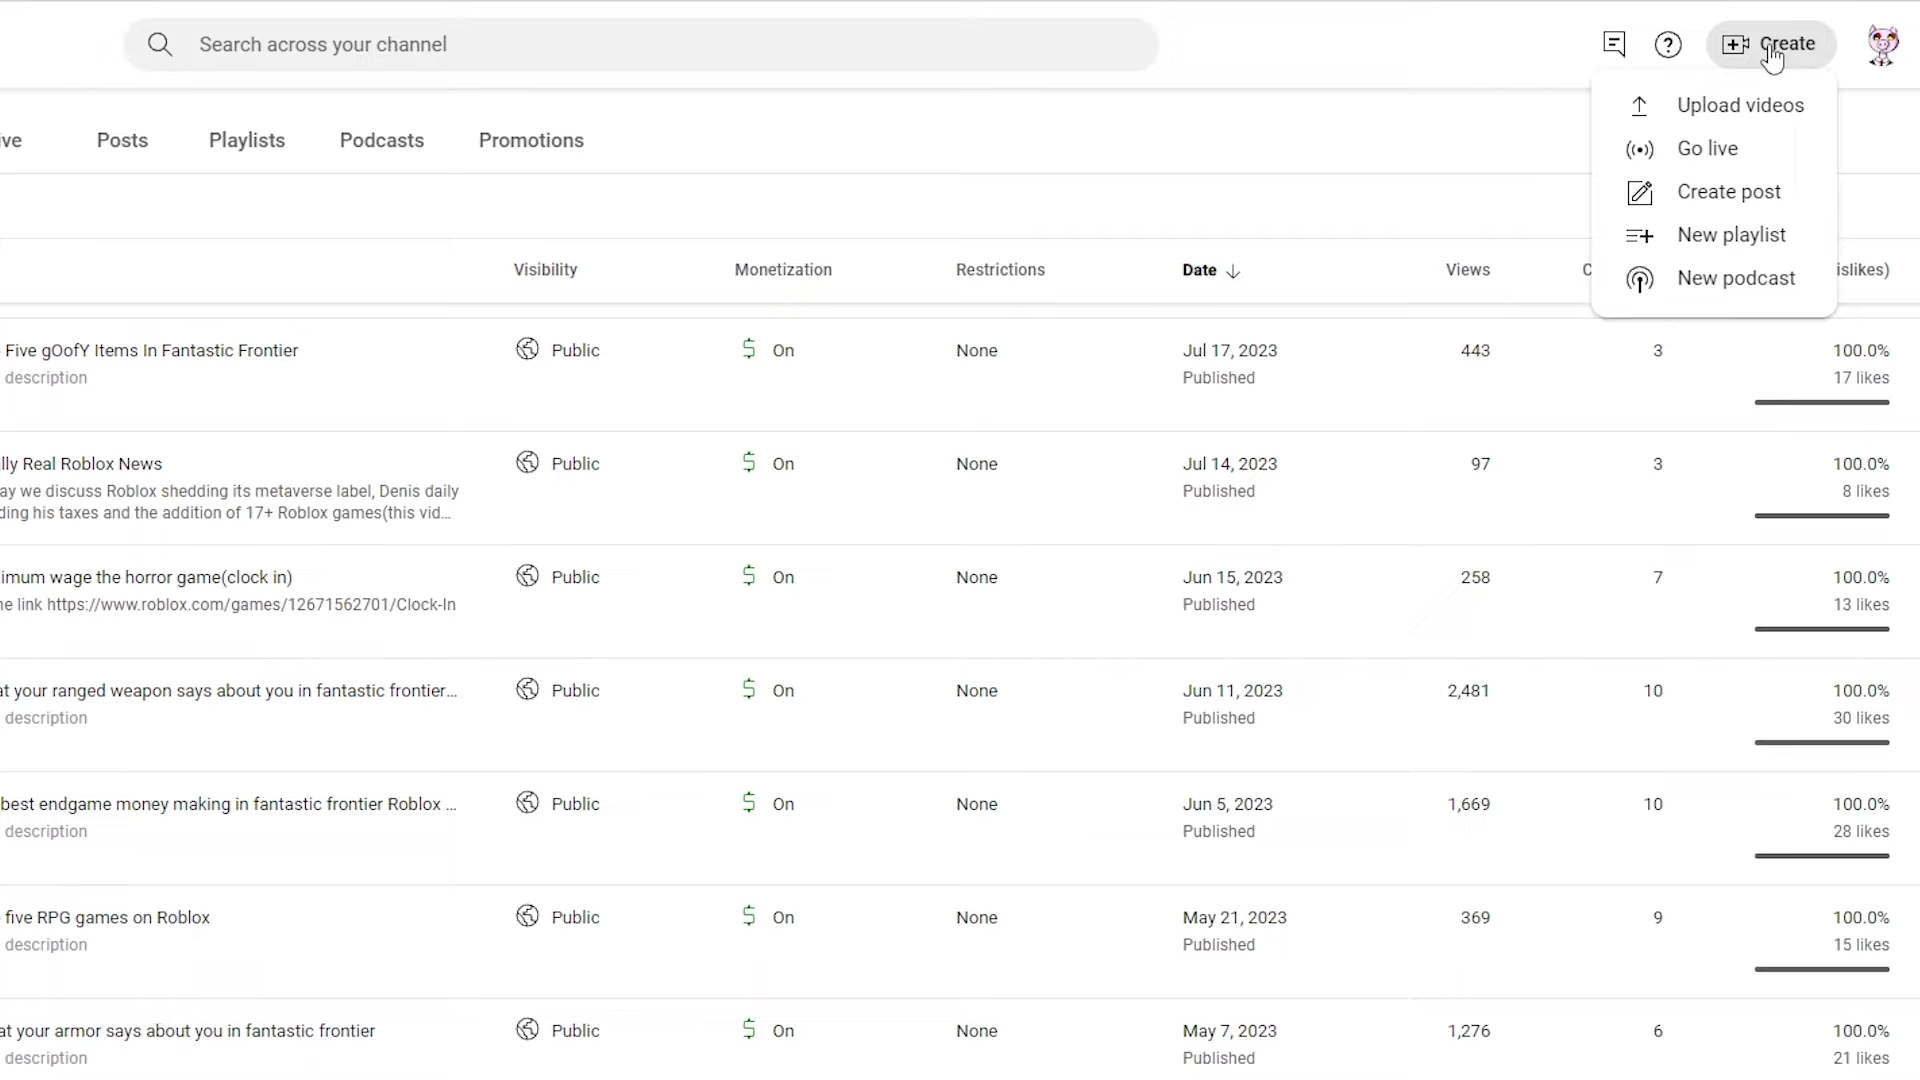 Search across your channel
Create
Upload videos
Go live
Create post
New playlist
New podcast
ive Posts Playlists Podcasts Promotions
Visibility Monetization Restrictions Date Views C islikes)
Five gOofY Items In Fantastic Frontier Public $ On None Jul 17, 2023 443 3 100.0%
description Published 17 likes
lly Real Roblox News Public $ On None Jul 14, 2023 97 3 100.0%
ay we discuss Roblox shedding its metaverse label, Denis daily Published 8 likes
ding his taxes and the addition of 17+ Roblox games(this vid...
imum wage the horror game(clock in) Public $ On None Jun 15, 2023 258 7 100.0%
ne link https://www.roblox.com/games/12671562701/Clock-In Published 13 likes
at your ranged weapon says about you in fantastic frontier... Public $ On None Jun 11, 2023 2,481 10 100.0%
description Published 30 likes
best endgame money making in fantastic frontier Roblox ... Public $ On None Jun 5, 2023 1,669 10 100.0%
description Published 28 likes
five RPG games on Roblox Public $ On None May 21, 2023 369 9 100.0%
description Published 15 likes
at your armor says about you in fantastic frontier Public $ On None May 7, 2023 1,276 6 100.0%
description Published 21 likes